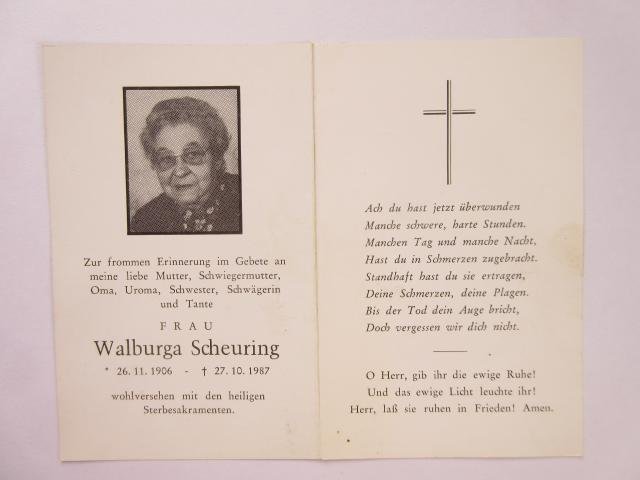 Zur frommen Erinnerung im Gebete an
meine liebe Mutter, Schwiegermutter,
Oma, Uroma, Schwester, Schwägerin
und Tante
FRAU
Walburga Scheuring
* 26. 11. 1906 - † 27. 10. 1987
wohlversehen mit den heiligen
Sterbesakramenten.
Ach du hast jetzt überwunden
Manche schwere, harte Stunden.
Manchen Tag und manche Nacht,
Hast du in Schmerzen zugebracht.
Standhaft hast du sie ertragen,
Deine Schmerzen, deine Plagen.
Bis der Tod dein Auge bricht,
Doch vergessen wir dich nicht.
O Herr, gib ihr die ewige Ruhe!
Und das ewige Licht leuchte ihr!
Herr, laß sie ruhen in Frieden! Amen.